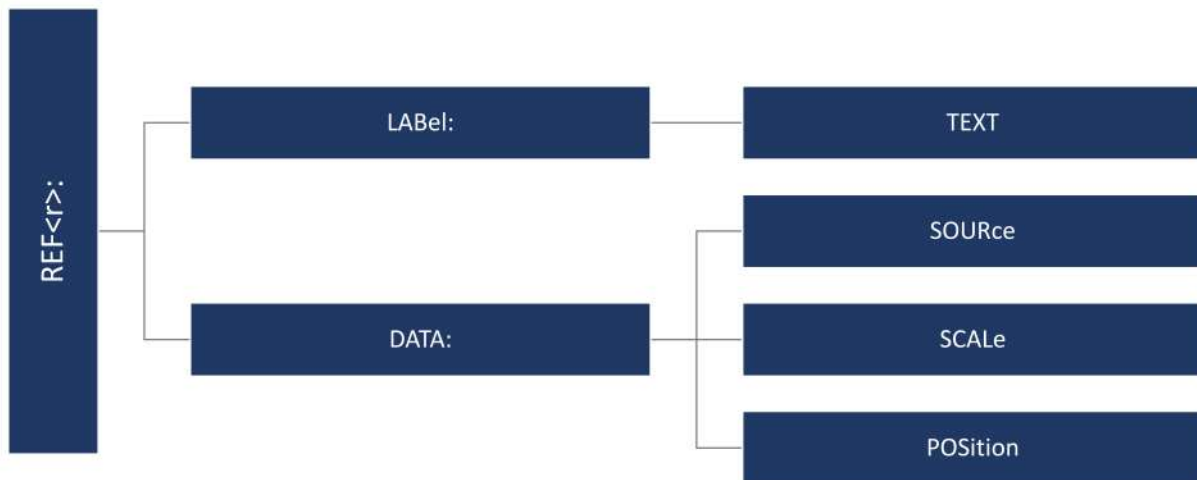 REF<r>:
LABel:
TEXT
DATA:
SOURce
SCALe
POSition